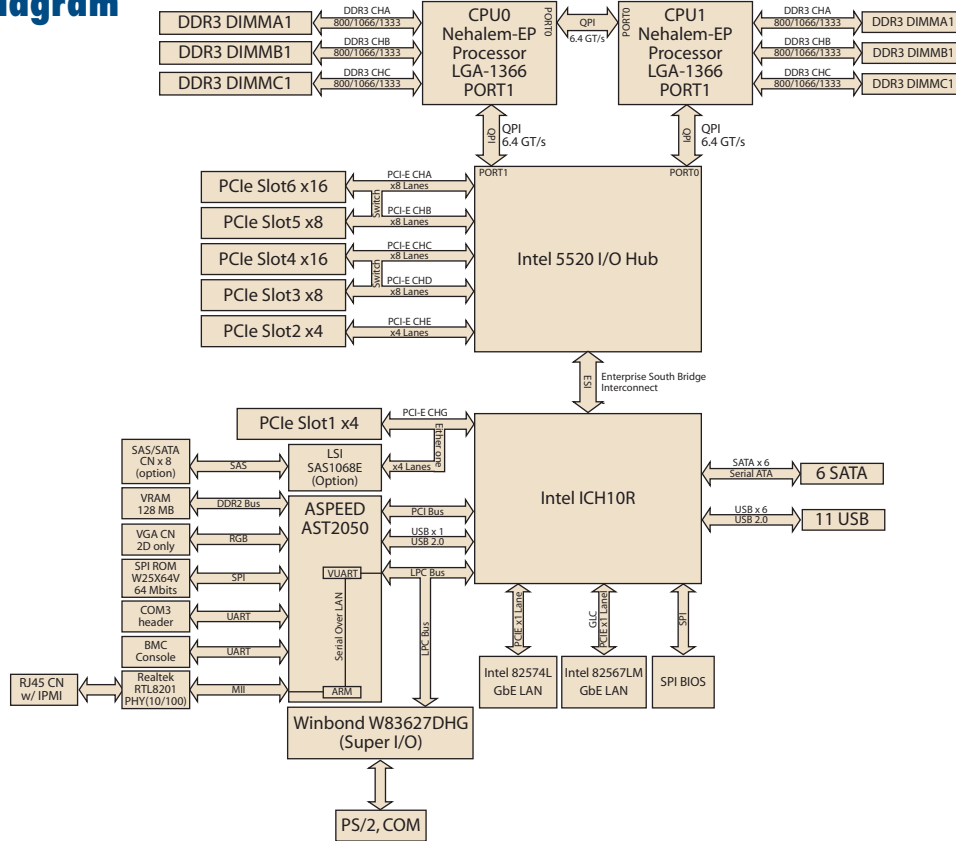 iagram
DDR3 DIMMA1
DDR3 CHA
800/1066/1333
DDR3 DIMMB1
DDR3 CHB
800/1066/1333
DDR3 DIMMC1
DDR3 CHC
800/1066/1333
CPU0
Nehalem-EP
Processor
LGA-1366
PORT1
PORT0
QPI
6.4 GT/s
PORT0
CPU1
Nehalem-EP
Processor
LGA-1366
PORT1
DDR3 CHA
800/1066/1333
DDR3 DIMMA1
DDR3 CHB
800/1066/1333
DDR3 DIMMB1
DDR3 CHC
800/1066/1333
DDR3 DIMMC1
QPI
QPI
6.4 GT/s
QPI
QPI
6.4 GT/s
PORT1
PORT0
Intel 5520 I/O Hub
PCIe Slot6 x16
PCI-E CHA
x8 Lanes
Switch
PCIe Slot5 x8
PCI-E CHB
x8 Lanes
PCIe Slot4 x16
PCI-E CHC
x8 Lanes
Switch
PCIe Slot3 x8
PCI-E CHD
x8 Lanes
PCIe Slot2 x4
PCI-E CHE
x4 Lanes
ESI
Enterprise South Bridge
Interconnect
PCIe Slot1 x4
PCI-E CHG
Either one
x4 Lanes
SAS/SATA
CN x 8
(option)
SAS
LSI
SAS1068E
(Option)
Intel ICH10R
SATA x 6
Serial ATA
6 SATA
USB x 6
USB 2.0
11 USB
VRAM
128 MB
DDR2 Bus
ASPEED
AST2050
PCI Bus
USB x 1
USB 2.0
VGA CN
2D only
RGB
SPI ROM
W25X64V
64 Mbits
SPI
VUART
LPC Bus
COM3
header
UART
Serial Over LAN
LPC Bus
BMC
Console
UART
RJ45 CN
w/ IPMI
Realtek
RTL8201
PHY(10/100)
MII
ARM
PCIE x1 Lane
GLC
PCIE x1 Lane
SPI
Intel 82574L
GbE LAN
Intel 82567LM
GbE LAN
SPI BIOS
Winbond W83627DHG
(Super I/O)
PS/2, COM